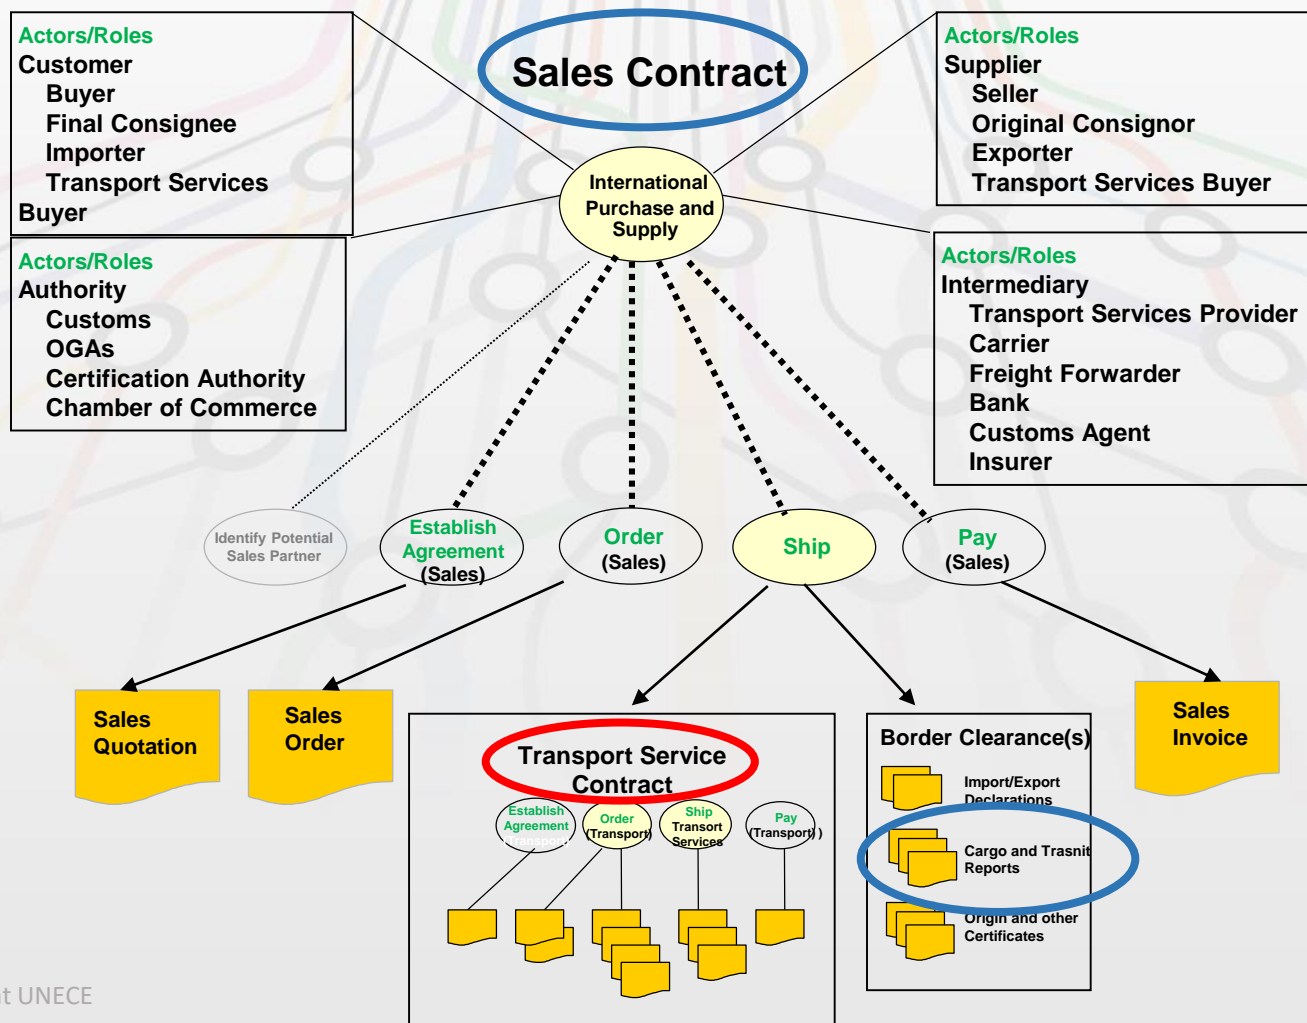 Actors/Roles
Customer
Buyer
Final Consignee
Importer
Transport Services
Buyer
Sales Contract
Actors/Roles
Supplier
Seller
Original Consignor
Exporter
Transport Services Buyer
International
Purchase and
Supply
Actors/Roles
Authority
Customs
OGAs
Certification Authority
Chamber of Commerce
Actors/Roles
Intermediary
Transport Services Provider
Carrier
Freight Forwarder
Bank
Customs Agent
Insurer
Identify Potential
Sales Partner
Establish
Agreement
(Sales)
Order
(Sales)
Ship
Pay
(Sales)
Sales
Quotation
Sales
Order
Transport Service
Contract
Establish
Agreement
(Transport)
Order
(Transport)
Ship
Transort
Services
Pay
(Transport) )
Border Clearance(s)
Import/Export
Declarations
Cargo and Trasnit
Reports
Origin and other
Certificates
Sales
Invoice
t UNECE